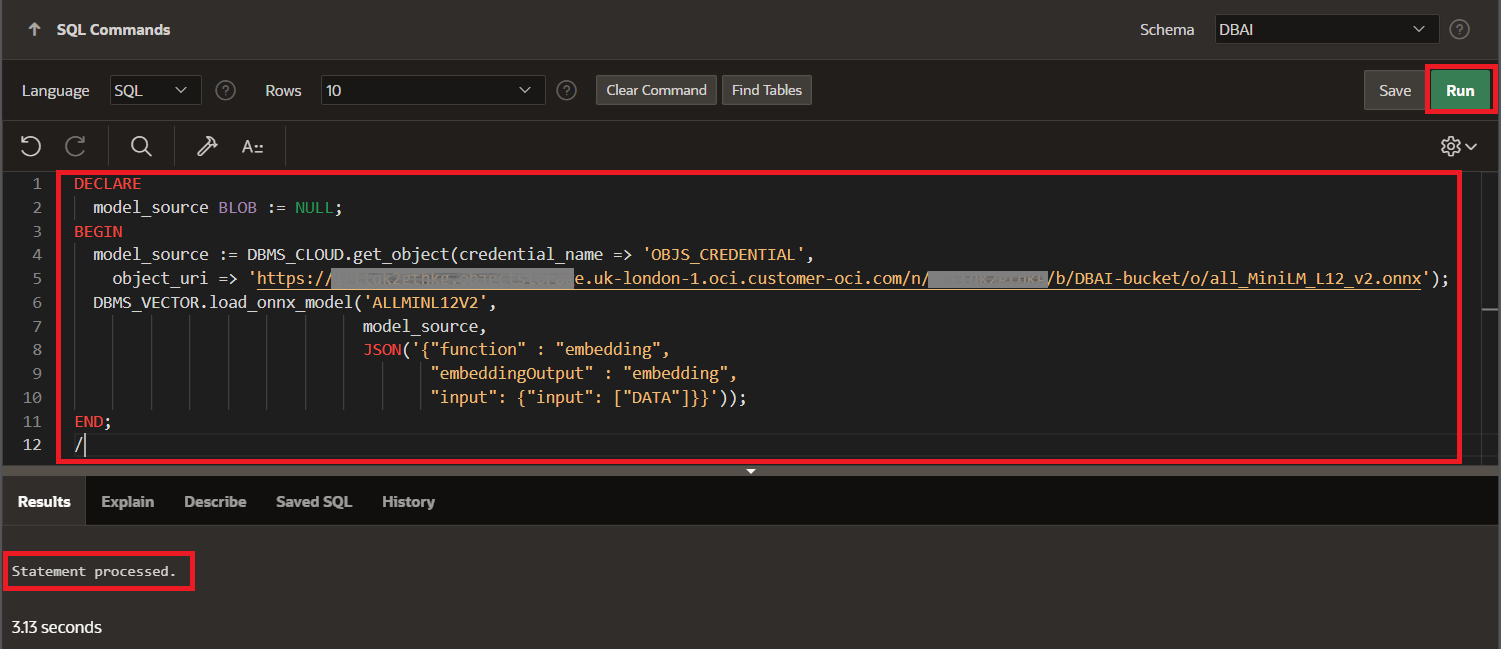 SQL Commands Schema DBAI
Language SQL Rows 10 Clear Command Find Tables Save Run
A::
1 DECLARE
2 model_source BLOB := NULL;
3 BEGIN
4 model_source := DBMS_CLOUD.get_object(credential_name => 'OBJS_CREDENTIAL',
5 object_uri => 'https:// e.uk-london-1.oci.customer-oci.com/n/ /b/DBAI-bucket/o/all_MiniLM_L12_v2.onnx');
6 DBMS_VECTOR.load_onnx_model('ALLMINL12V2',
7 model_source,
8 JSON('{"function" : "embedding",
9 "embeddingOutput" : "embedding",
10 "input": {"input": ["DATA"]}}'));
11 END;
12 /
Results Explain Describe Saved SQL History
Statement processed.
3.13 seconds